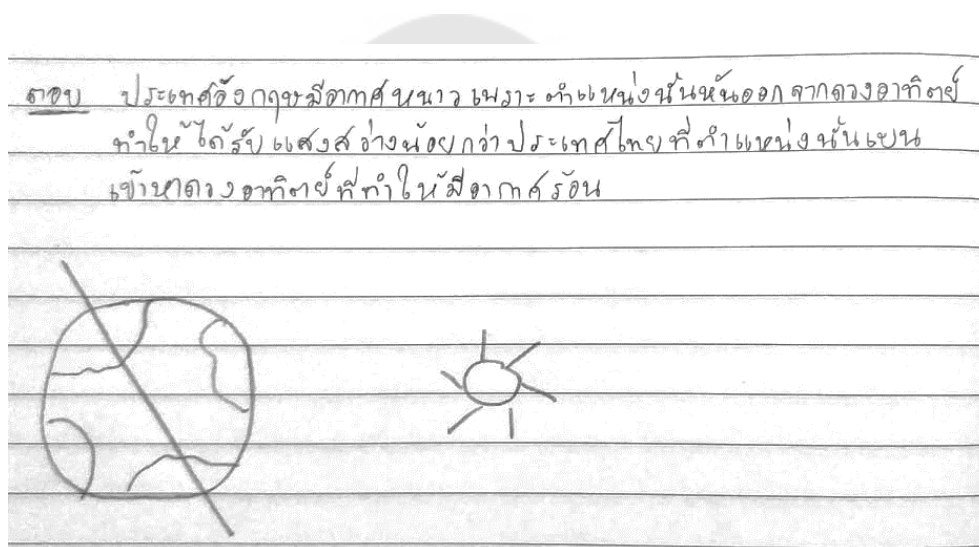 ตอบ ประเทศอังกฤษมีอากาศหนาว เพราะ ตำแหน่งนั้นหันออกจากดวงอาทิตย์
ทำให้ได้รับแสงสว่างน้อยกว่าประเทศไทยที่ตำแหน่งนั้นเอน
เข้าหาดวงอาทิตย์ที่ทำให้มีอากาศร้อน